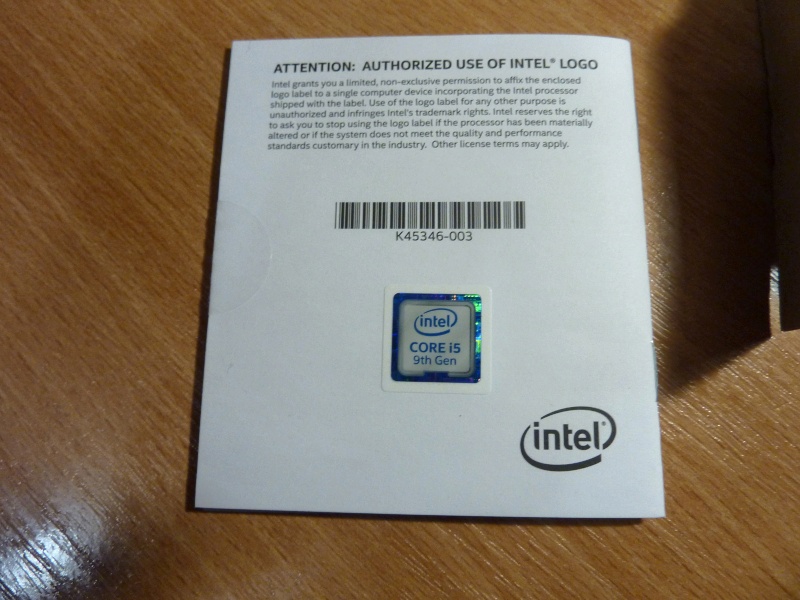 ATTENTION: AUTHORIZED USE OF INTEL® LOGO
Intel grants you a limited, non-exclusive permission to affix the enclosed
logo label to a single computer device incorporating the Intel processor
shipped with the label. Use of the logo label for any other purpose is
unauthorized and infringes Intel's trademark rights. Intel reserves the right
to ask you to stop using the logo label if the processor has been materially
altered or if the system does not meet the quality and performance
standards customary in the industry. Other license terms may apply.
K45346-003
intel
CORE i5
9th Gen
intel®